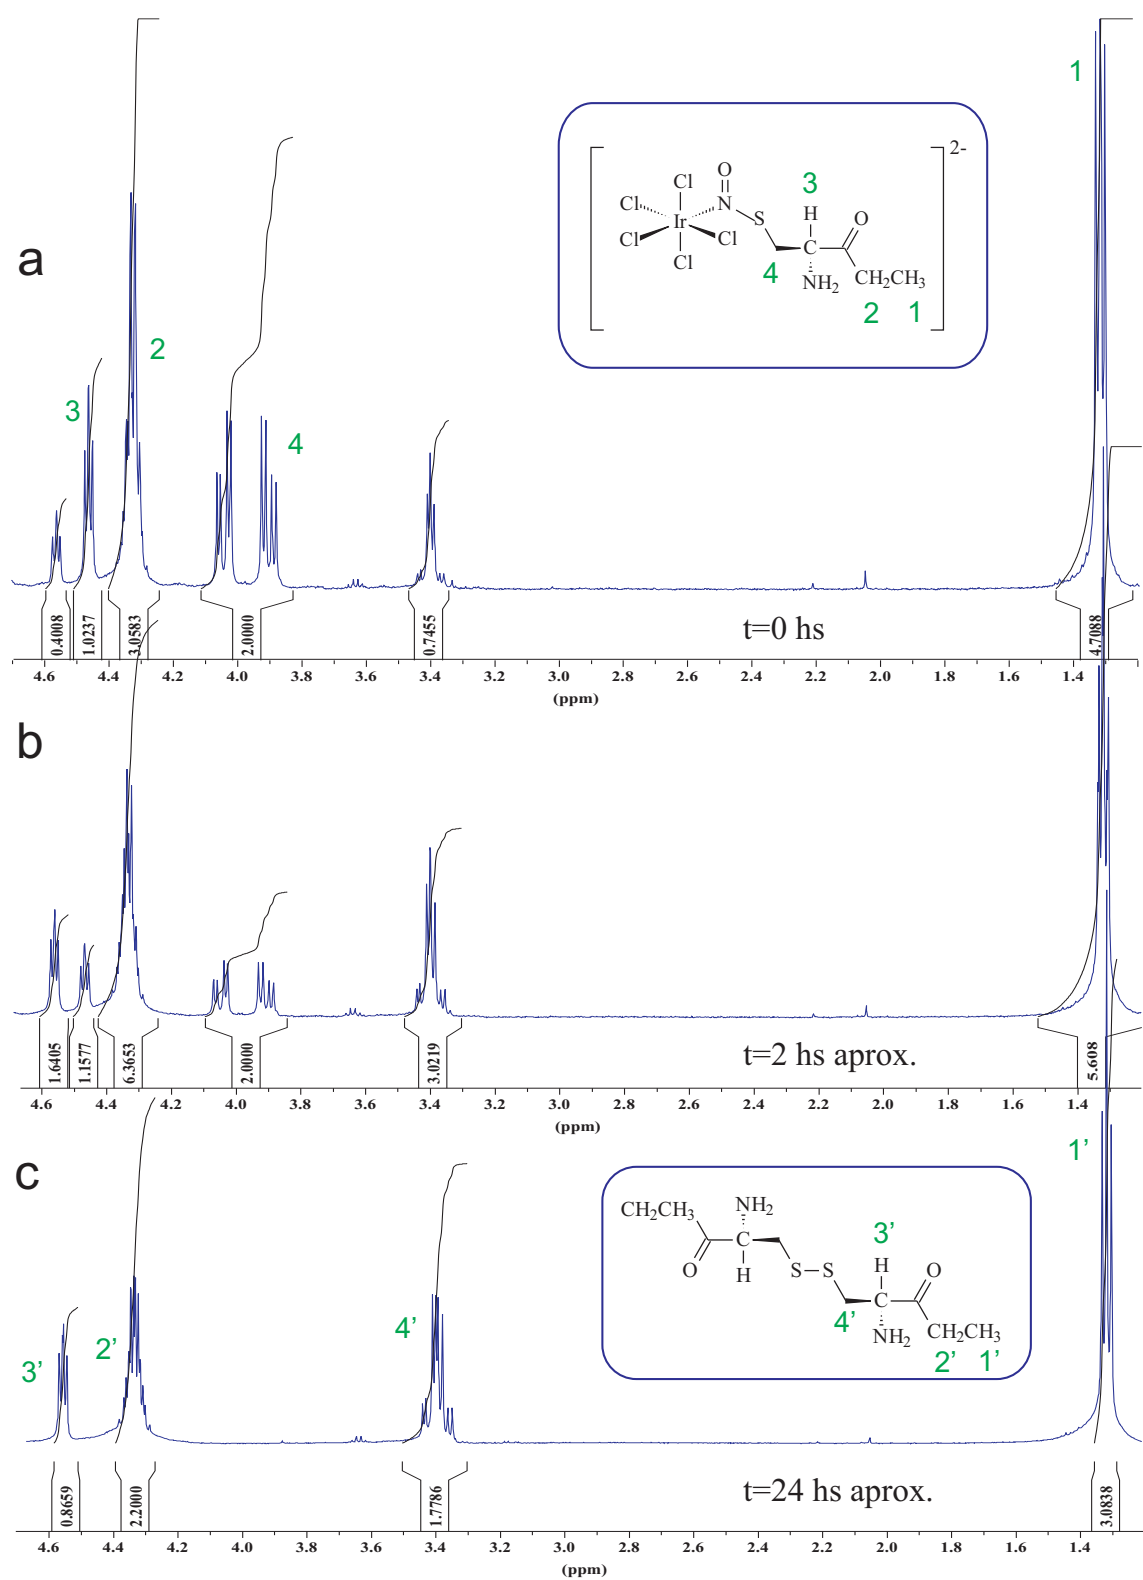 a
1
2
3
4
[
]
2-
O
Cl
N
S
3
H
O
Cl
Ir
Cl
Cl
Cl
C
4
NH₂
CH₂CH₃
2
1
0.4008
1.0237
3.0583
2.0000
0.7455
4.7088
t=0 hs
4.6 4.4 4.2 4.0 3.8 3.6 3.4 3.2 3.0 2.8 2.6 2.4 2.2 2.0 1.8 1.6 1.4
(ppm)
b
1.6405
1.1577
6.3653
2.0000
3.0219
5.608
t=2 hs aprox.
4.6 4.4 4.2 4.0 3.8 3.6 3.4 3.2 3.0 2.8 2.6 2.4 2.2 2.0 1.8 1.6 1.4
(ppm)
c
1'
2'
3'
4'
CH₂CH₃
NH₂
C
O
H
S–S
3'
H
O
C
4'
NH₂
CH₂CH₃
2'
1'
0.8659
2.2000
1.7786
3.0838
t=24 hs aprox.
4.6 4.4 4.2 4.0 3.8 3.6 3.4 3.2 3.0 2.8 2.6 2.4 2.2 2.0 1.8 1.6 1.4
(ppm)